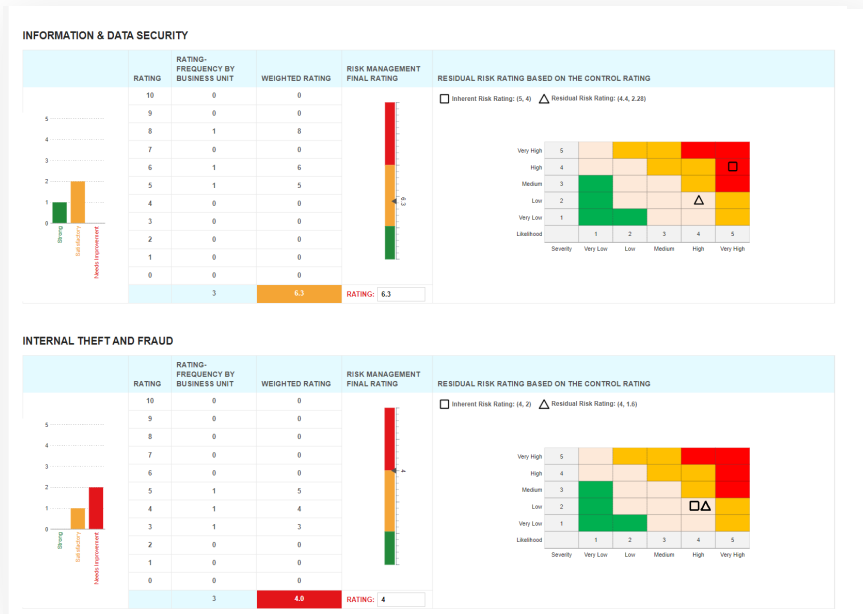 INFORMATION & DATA SECURITY
RATING
RATING-
FREQUENCY BY
BUSINESS UNIT
WEIGHTED RATING
RISK MANAGEMENT
FINAL RATING
RESIDUAL RISK RATING BASED ON THE CONTROL RATING
5
4
3
2
1
0
Strong
Satisfactory
Needs Improvement
10 0 0
9 0 0
8 1 8
7 0 0
6 1 6
5 1 5
4 0 0
3 0 0
2 0 0
1 0 0
0 0 0
3 6.3
6.3
RATING: 6.3
Inherent Risk Rating: (5, 4) Residual Risk Rating: (4.4, 2.28)
Very High 5
High 4
Medium 3
Low 2
Very Low 1
Likelihood 1 2 3 4 5
Severity Very Low Low Medium High Very High
INTERNAL THEFT AND FRAUD
RATING
RATING-
FREQUENCY BY
BUSINESS UNIT
WEIGHTED RATING
RISK MANAGEMENT
FINAL RATING
RESIDUAL RISK RATING BASED ON THE CONTROL RATING
5
4
3
2
1
0
Strong
Satisfactory
Needs Improvement
10 0 0
9 0 0
8 0 0
7 0 0
6 0 0
5 1 5
4 1 4
3 1 3
2 0 0
1 0 0
0 0 0
3 4.0
4
RATING: 4
Inherent Risk Rating: (4, 2) Residual Risk Rating: (4, 1.6)
Very High 5
High 4
Medium 3
Low 2
Very Low 1
Likelihood 1 2 3 4 5
Severity Very Low Low Medium High Very High